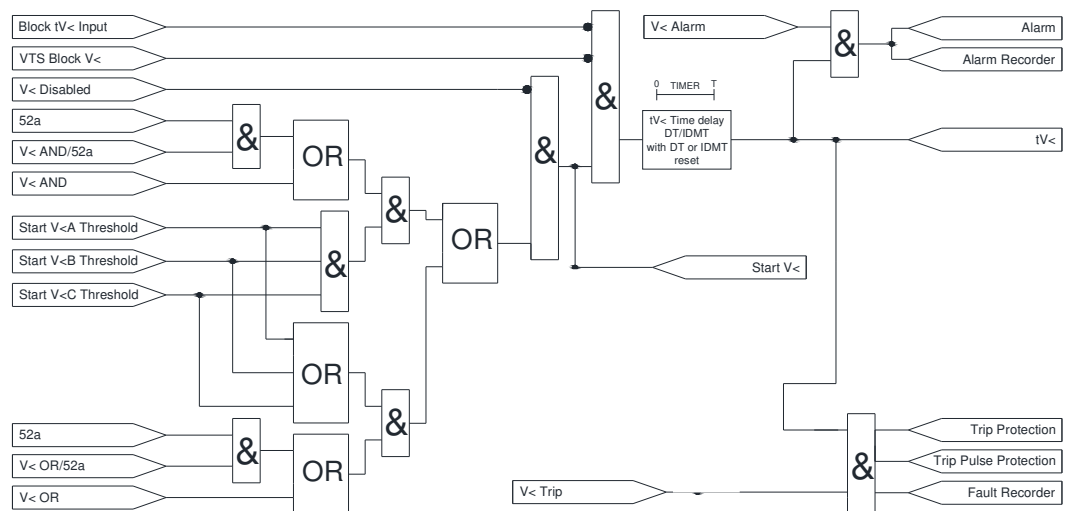 Block tV< Input
VTS Block V<
V< Disabled
52a
V< AND/52a
V< AND
Start V<A Threshold
Start V<B Threshold
Start V<C Threshold
52a
V< OR/52a
V< OR
&
OR
&
&
OR
&
OR
OR
&
&
&
Start V<
0 TIMER T
tV< Time delay
DT/IDMT
with DT or IDMT
reset
V< Alarm
&
Alarm
Alarm Recorder
tV<
V< Trip
&
Trip Protection
Trip Pulse Protection
Fault Recorder
&